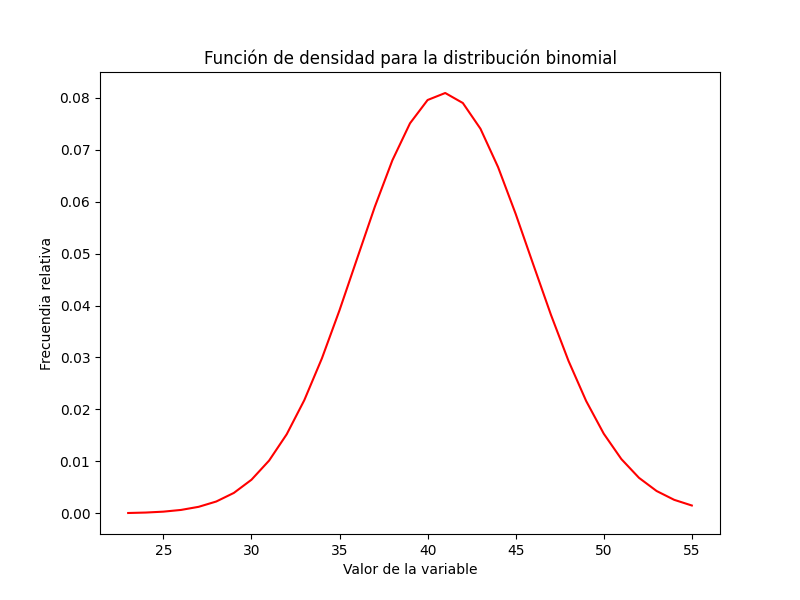 Función de densidad para la distribución binomial
0.08
0.07
0.06
0.05
0.04
0.03
0.02
0.01
0.00
Frecuendia relativa
25 30 35 40 45 50 55
Valor de la variable